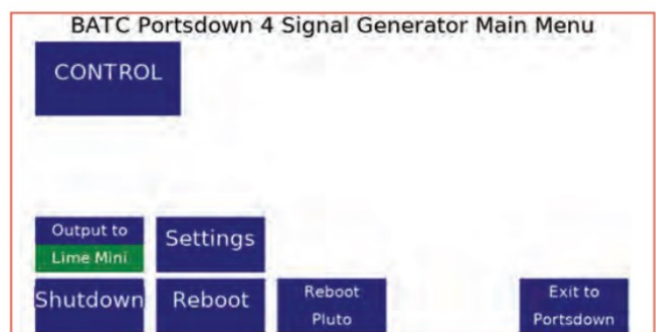 BATC Portsdown 4 Signal Generator Main Menu
CONTROL
Output to
Lime Mini
Settings
Shutdown
Reboot
Reboot
Pluto
Exit to
Portsdown